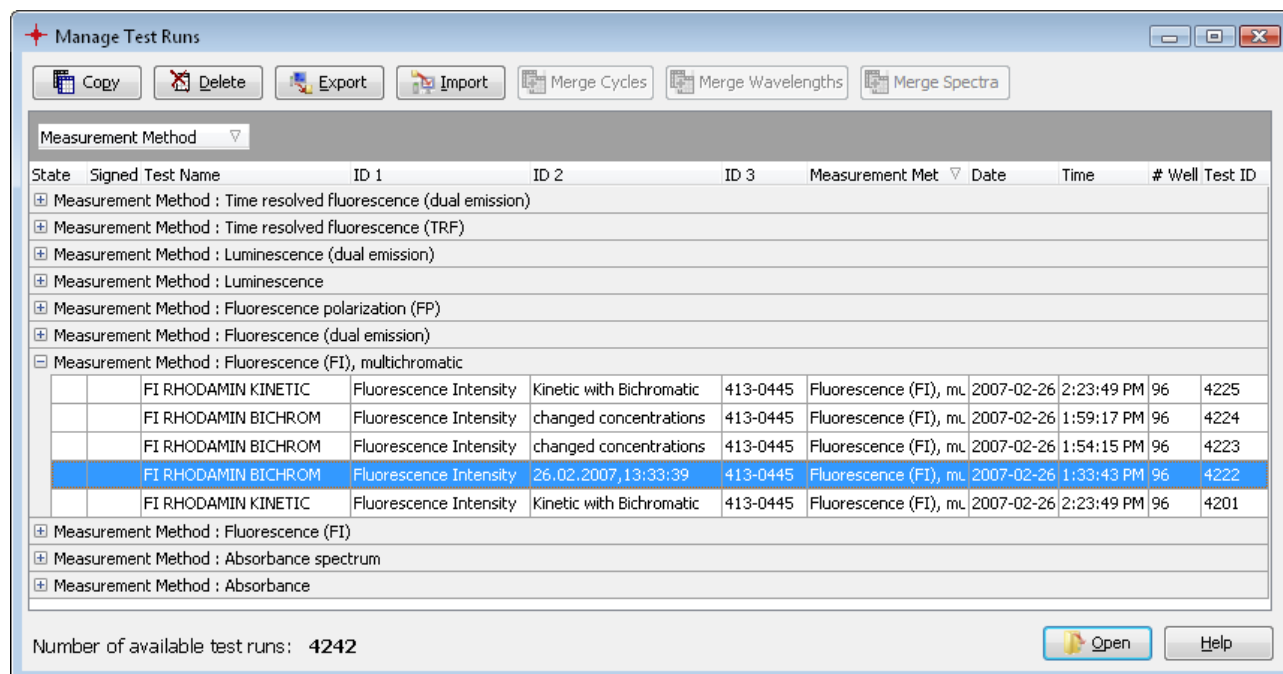 Manage Test Runs
Copy Delete Export Import Merge Cycles Merge Wavelengths Merge Spectra
Measurement Method
State Signed Test Name ID 1 ID 2 ID 3 Measurement Met Date Time # Well Test ID
Measurement Method : Time resolved fluorescence (dual emission)
Measurement Method : Time resolved fluorescence (TRF)
Measurement Method : Luminescence (dual emission)
Measurement Method : Luminescence
Measurement Method : Fluorescence polarization (FP)
Measurement Method : Fluorescence (dual emission)
Measurement Method : Fluorescence (FI), multichromatic
FI RHODAMIN KINETIC Fluorescence Intensity Kinetic with Bichromatic 413-0445 Fluorescence (FI), mu 2007-02-26 2:23:49 PM 96 4225
FI RHODAMIN BICHROM Fluorescence Intensity changed concentrations 413-0445 Fluorescence (FI), mu 2007-02-26 1:59:17 PM 96 4224
FI RHODAMIN BICHROM Fluorescence Intensity changed concentrations 413-0445 Fluorescence (FI), mu 2007-02-26 1:54:15 PM 96 4223
FI RHODAMIN BICHROM Fluorescence Intensity 26.02.2007,13:33:39 413-0445 Fluorescence (FI), mu 2007-02-26 1:33:43 PM 96 4222
FI RHODAMIN KINETIC Fluorescence Intensity Kinetic with Bichromatic 413-0445 Fluorescence (FI), mu 2007-02-26 2:23:49 PM 96 4201
Measurement Method : Fluorescence (FI)
Measurement Method : Absorbance spectrum
Measurement Method : Absorbance
Number of available test runs: 4242 Open Help